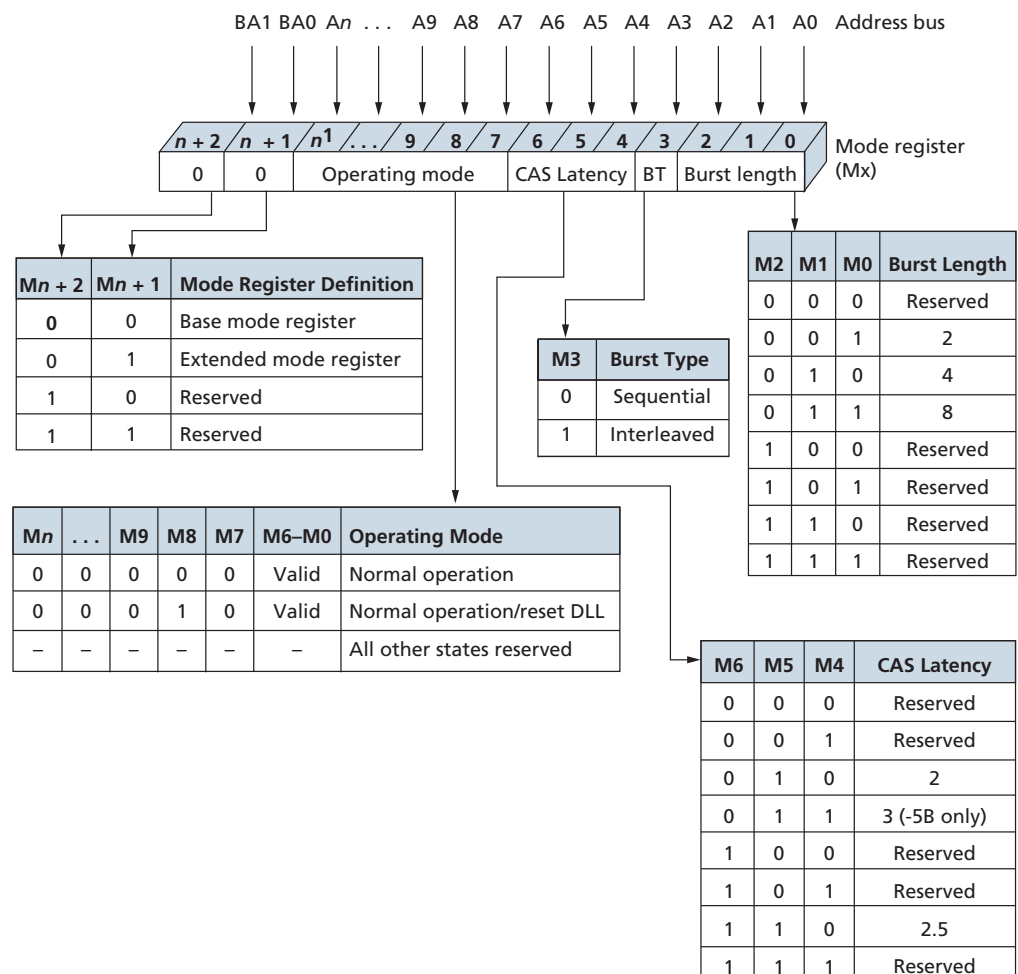 BA1 BA0 An . . . A9 A8 A7 A6 A5 A4 A3 A2 A1 A0 Address bus
n + 2 n + 1 n1 . . . 9 8 7 6 5 4 3 2 1 0 Mode register
(Mx)
0 0 Operating mode CAS Latency BT Burst length
Mn + 2 Mn + 1 Mode Register Definition
0 0 Base mode register
0 1 Extended mode register
1 0 Reserved
1 1 Reserved
M3 Burst Type
0 Sequential
1 Interleaved
M2 M1 M0 Burst Length
0 0 0 Reserved
0 0 1 2
0 1 0 4
0 1 1 8
1 0 0 Reserved
1 0 1 Reserved
1 1 0 Reserved
1 1 1 Reserved
Mn . . . M9 M8 M7 M6–M0 Operating Mode
0 0 0 0 0 Valid Normal operation
0 0 0 1 0 Valid Normal operation/reset DLL
– – – – – – All other states reserved
M6 M5 M4 CAS Latency
0 0 0 Reserved
0 0 1 Reserved
0 1 0 2
0 1 1 3 (-5B only)
1 0 0 Reserved
1 0 1 Reserved
1 1 0 2.5
1 1 1 Reserved